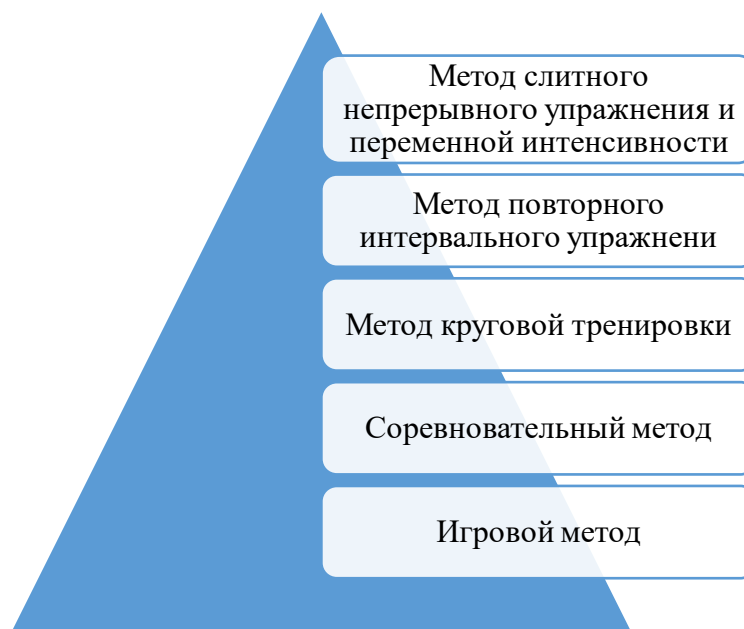 Метод слитного
непрерывного упражнения и
переменной интенсивности
Метод повторного
интервального упражнени
Метод круговой тренировки
Соревновательный метод
Игровой метод